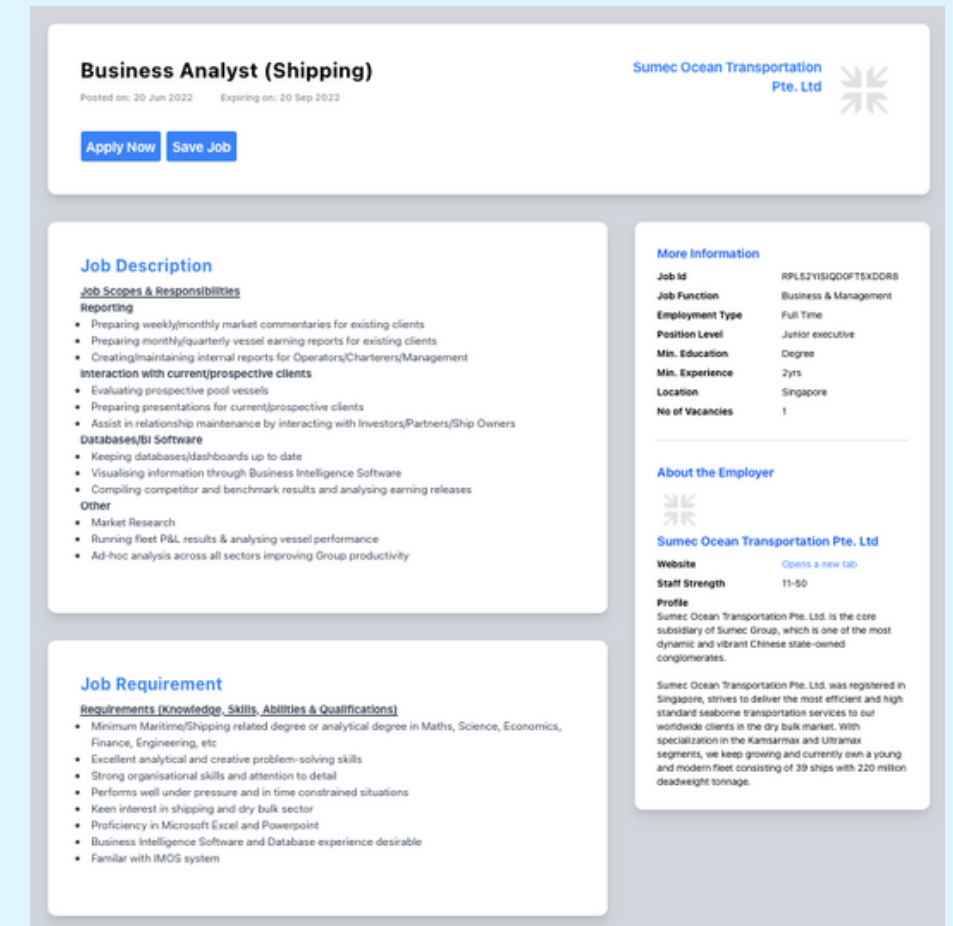 Business Analyst (Shipping)
Posted on: 20 Jun 2022 Expiring on: 20 Sep 2022
Sumec Ocean Transportation
Pte. Ltd
Apply Now Save Job
Job Description
Job Scopes & Responsibilities
Reporting
• Preparing weekly/monthly market commentaries for existing clients
• Preparing monthly/quarterly vessel earning reports for existing clients
• Creating/maintaining internal reports for Operators/Charterers/Management
Interaction with current/prospective clients
• Evaluating prospective pool vessels
• Preparing presentations for current/prospective clients
• Assist in relationship maintenance by interacting with Investors/Partners/Ship Owners
Databases/BI Software
• Keeping databases/dashboards up to date
• Visualising information through Business Intelligence Software
• Compiling competitor and benchmark results and analysing earning releases
Other
• Market Research
• Running fleet P&L results & analysing vessel performance
• Ad-hoc analysis across all sectors improving Group productivity
Job Requirement
Requirements (Knowledge, Skills, Abilities & Qualifications)
• Minimum Maritime/Shipping related degree or analytical degree in Maths, Science, Economics,
Finance, Engineering, etc
• Excellent analytical and creative problem-solving skills
• Strong organisational skills and attention to detail
• Performs well under pressure and in time constrained situations
• Keen interest in shipping and dry bulk sector
• Proficiency in Microsoft Excel and Powerpoint
• Business Intelligence Software and Database experience desirable
• Familar with IMOS system
More Information
Job Id
Job Function Business & Management
Employment Type Full Time
Position Level Junior executive
Min. Education Degree
Min. Experience 2yrs
Location Singapore
No of Vacancies 1
About the Employer
Sumec Ocean Transportation Pte. Ltd
Website Opens a new tab
Staff Strength 11-50
Profile
Sumec Ocean Transportation Pte. Ltd. is the core
subsidiary of Sumec Group, which is one of the most
dynamic and vibrant Chinese state-owned
conglomerates.
Sumec Ocean Transportation Pte. Ltd. was registered in
Singapore, strives to deliver the most efficient and high
standard seaborne transportation services to our
worldwide clients in the dry bulk market. With
specialization in the Kamsarmax and Ultramax
segments, we keep growing and currently own a young
and modern fleet consisting of 39 ships with 220 million
deadweight tonnage.